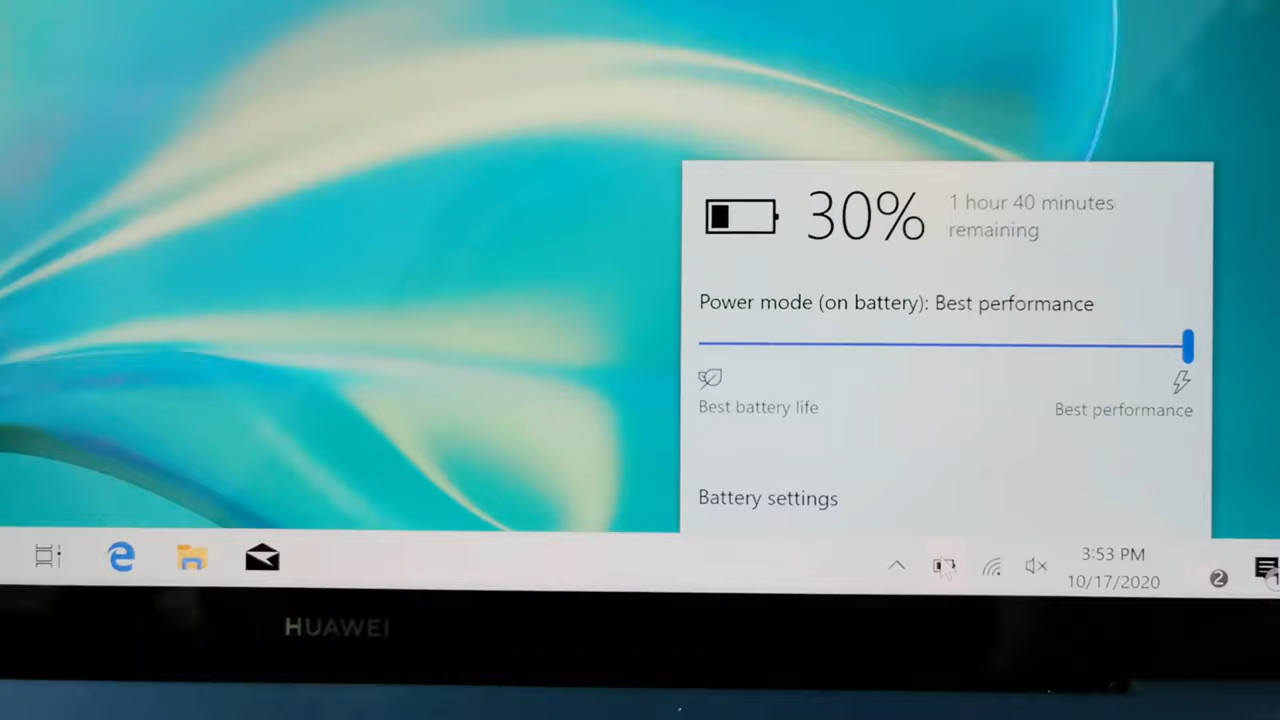 30%
1 hour 40 minutes
remaining
Power mode (on battery): Best performance
Best battery life
Best performance
Battery settings
3:53 PM
10/17/2020
2
1
HUAWEI